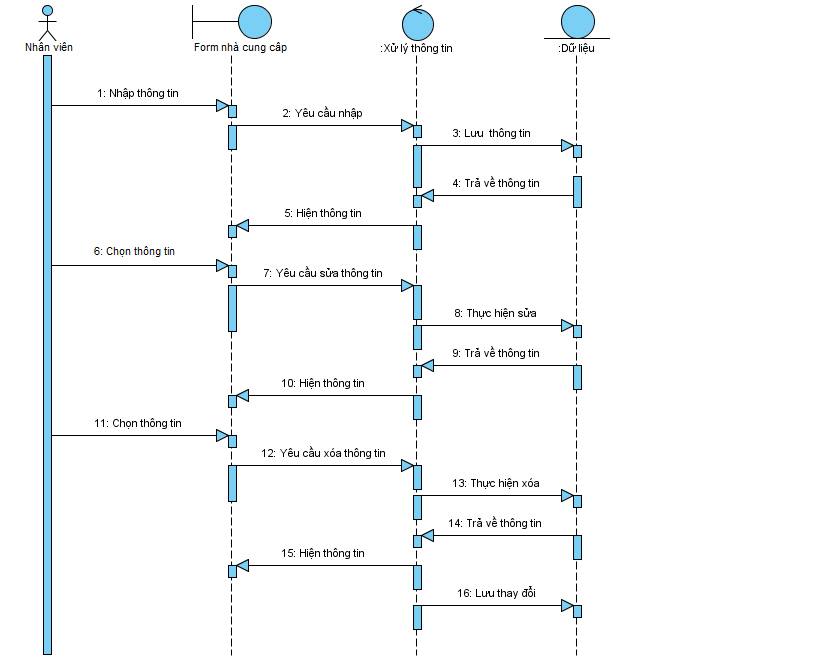 Nhân viên
Form nhà cung cấp
:Xử lý thông tin
:Dữ liệu
1: Nhập thông tin
2: Yêu cầu nhập
3: Lưu thông tin
4: Trả về thông tin
5: Hiện thông tin
6: Chọn thông tin
7: Yêu cầu sửa thông tin
8: Thực hiện sửa
9: Trả về thông tin
10: Hiện thông tin
11: Chọn thông tin
12: Yêu cầu xóa thông tin
13: Thực hiện xóa
14: Trả về thông tin
15: Hiện thông tin
16: Lưu thay đổi